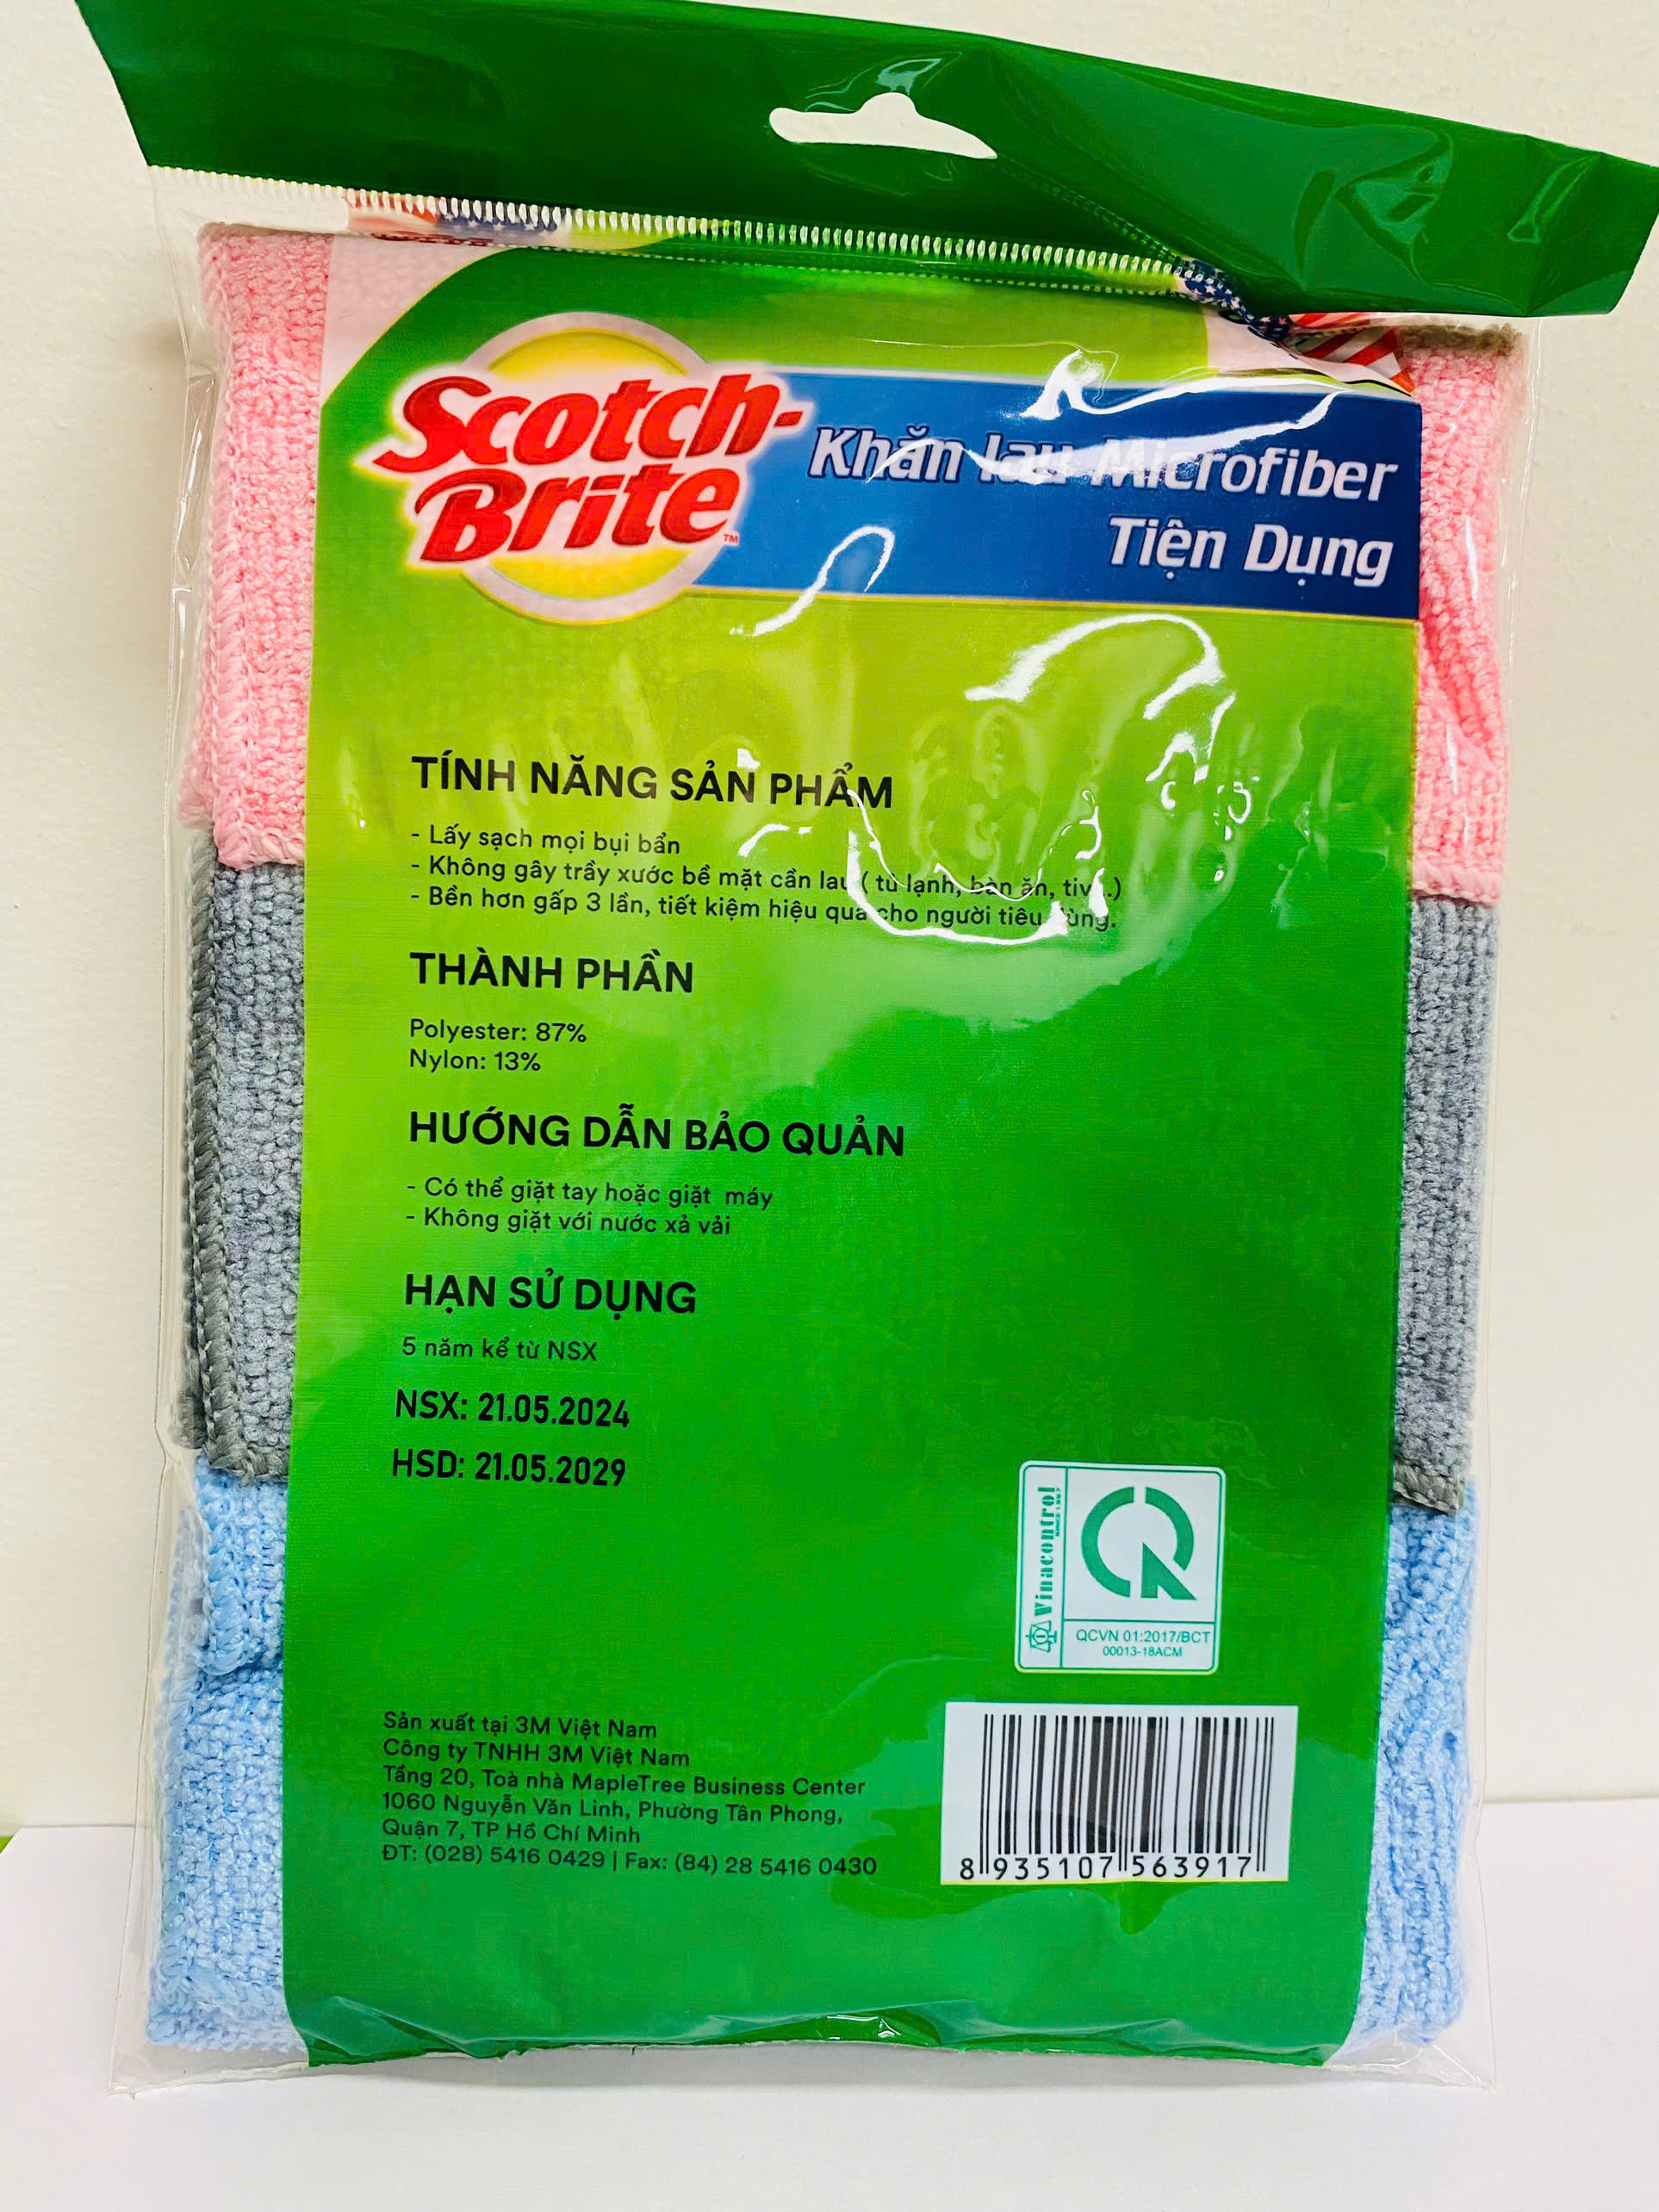 Scotch-
Brite™
Khăn lau Microfiber
Tiện Dụng
TÍNH NĂNG SẢN PHẨM
- Lấy sạch mọi bụi bẩn
- Không gây trầy xước bề mặt cần lau ( tủ lạnh, bàn ăn, tivi..)
- Bền hơn gấp 3 lần, tiết kiệm hiệu quả cho người tiêu dùng.
THÀNH PHẦN
Polyester: 87%
Nylon: 13%
HƯỚNG DẪN BẢO QUẢN
- Có thể giặt tay hoặc giặt máy
- Không giặt với nước xả vải
HẠN SỬ DỤNG
5 năm kể từ NSX
NSX: 21.05.2024
HSD: 21.05.2029
Vinacontrol
SINCE 1957
QCVN 01:2017/BCT
00013-18ACM
Sản xuất tại 3M Việt Nam
Công ty TNHH 3M Việt Nam
Tầng 20, Toà nhà MapleTree Business Center
1060 Nguyễn Văn Linh, Phường Tân Phong,
Quận 7, TP Hồ Chí Minh
ĐT: (028) 5416 0429 | Fax: (84) 28 5416 0430
8 935107 563917